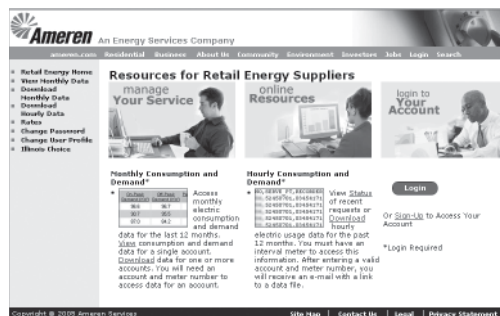 Ameren An Energy Services Company
ameren.com Residential Business About Us Community Environment Investors Jobs Login Search
Retail Energy Home
View Monthly Data
Download
Monthly Data
Download
Hourly Data
Rates
Change Password
Change User Profile
Illinois Choice
Resources for Retail Energy Suppliers
manage
Your Service
online
Resources
login to
Your
Account
Monthly Consumption and
Demand*
Access
monthly
electric
consumption
and demand
data for the last 12 months.
View consumption and demand
data for a single account.
Download data for one or more
accounts. You will need an
account and meter number to
access data for an account.
Hourly Consumption and
Demand*
View Status
of recent
requests or
Download
hourly
electric usage data for the past
12 months. You must have an
interval meter to access this
information. After entering a valid
account and meter number, you
will receive an e-mail with a link
to a data file.
Login
Or Sign-Up to Access Your
Account
*Login Required
Copyright © 2005 Ameren Services Site Map | Contact Us | Legal | Privacy Statement